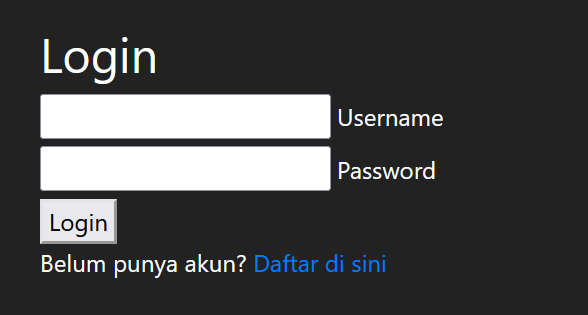 Login
Username
Password
Login
Belum punya akun? Daftar di sini